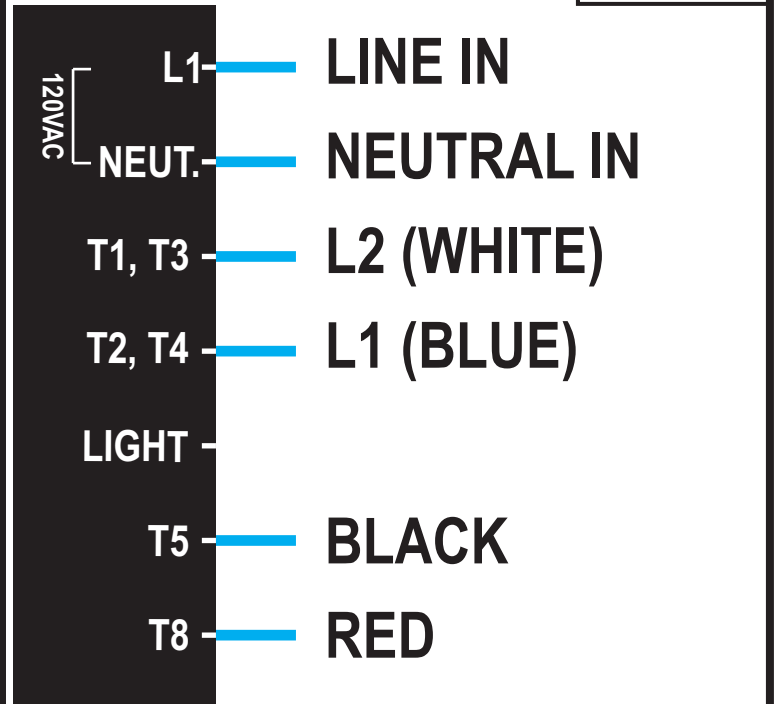 L1 LINE IN
120VAC
NEUT. NEUTRAL IN
T1, T3 L2 (WHITE)
T2, T4 L1 (BLUE)
LIGHT
T5 BLACK
T8 RED